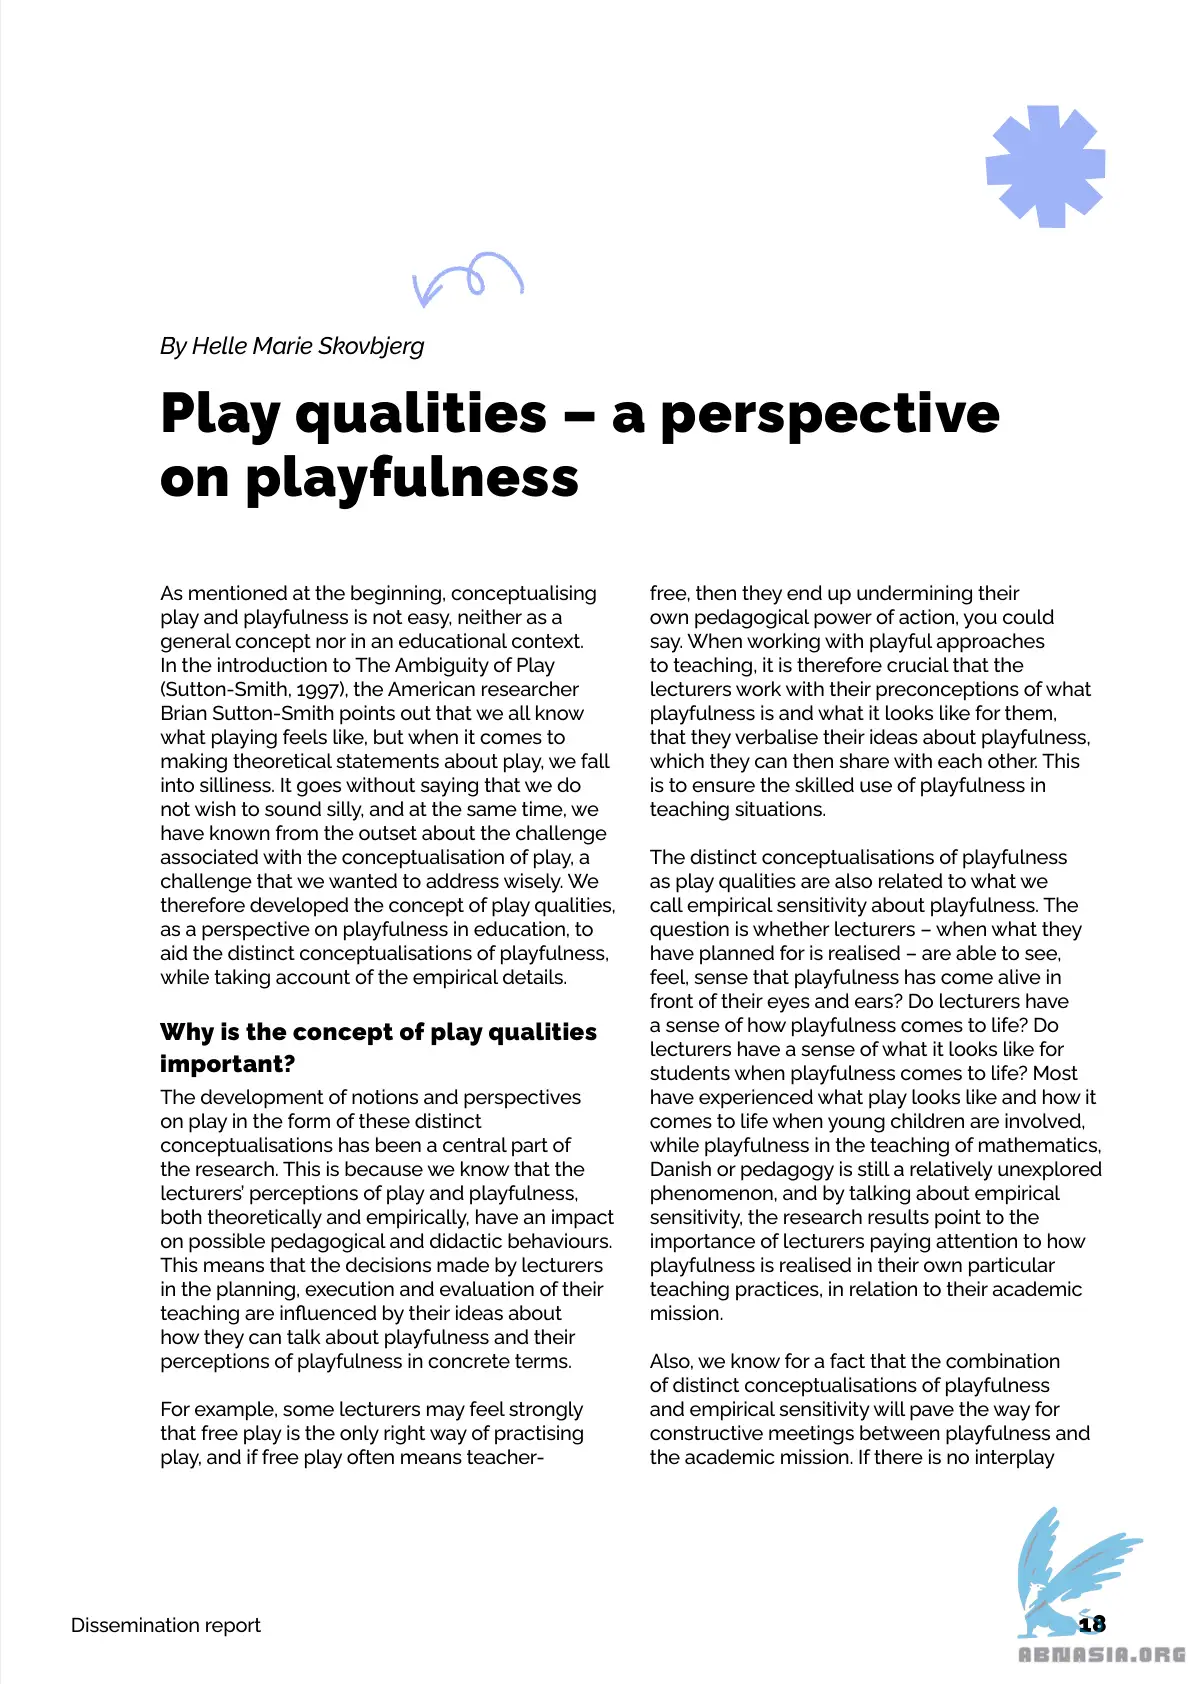 By Helle Marie Skovbjerg
Play qualities – a perspective
on playfulness
As mentioned at the beginning, conceptualising
play and playfulness is not easy, neither as a
general concept nor in an educational context.
In the introduction to The Ambiguity of Play
(Sutton-Smith, 1997), the American researcher
Brian Sutton-Smith points out that we all know
what playing feels like, but when it comes to
making theoretical statements about play, we fall
into silliness. It goes without saying that we do
not wish to sound silly, and at the same time, we
have known from the outset about the challenge
associated with the conceptualisation of play, a
challenge that we wanted to address wisely. We
therefore developed the concept of play qualities,
as a perspective on playfulness in education, to
aid the distinct conceptualisations of playfulness,
while taking account of the empirical details.
Why is the concept of play qualities
important?
The development of notions and perspectives
on play in the form of these distinct
conceptualisations has been a central part of
the research. This is because we know that the
lecturers’ perceptions of play and playfulness,
both theoretically and empirically, have an impact
on possible pedagogical and didactic behaviours.
This means that the decisions made by lecturers
in the planning, execution and evaluation of their
teaching are influenced by their ideas about
how they can talk about playfulness and their
perceptions of playfulness in concrete terms.
For example, some lecturers may feel strongly
that free play is the only right way of practising
play, and if free play often means teacher-
free, then they end up undermining their
own pedagogical power of action, you could
say. When working with playful approaches
to teaching, it is therefore crucial that the
lecturers work with their preconceptions of what
playfulness is and what it looks like for them,
that they verbalise their ideas about playfulness,
which they can then share with each other. This
is to ensure the skilled use of playfulness in
teaching situations.
The distinct conceptualisations of playfulness
as play qualities are also related to what we
call empirical sensitivity about playfulness. The
question is whether lecturers – when what they
have planned for is realised – are able to see,
feel, sense that playfulness has come alive in
front of their eyes and ears? Do lecturers have
a sense of how playfulness comes to life? Do
lecturers have a sense of what it looks like for
students when playfulness comes to life? Most
have experienced what play looks like and how it
comes to life when young children are involved,
while playfulness in the teaching of mathematics,
Danish or pedagogy is still a relatively unexplored
phenomenon, and by talking about empirical
sensitivity, the research results point to the
importance of lecturers paying attention to how
playfulness is realised in their own particular
teaching practices, in relation to their academic
mission.
Also, we know for a fact that the combination
of distinct conceptualisations of playfulness
and empirical sensitivity will pave the way for
constructive meetings between playfulness and
the academic mission. If there is no interplay
Dissemination report
18
ABNASIA.ORG